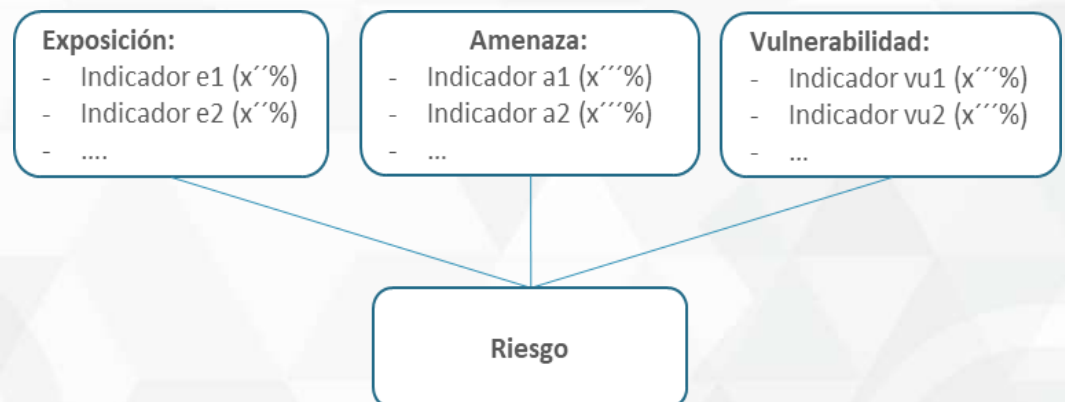 Exposición:
- Indicador e1 (x´´%)
- Indicador e2 (x´´%)
- ....
Amenaza:
- Indicador a1 (x´´´%)
- Indicador a2 (x´´´%)
- ...
Vulnerabilidad:
- Indicador vu1 (x´´´%)
- Indicador vu2 (x´´´%)
- ...
Riesgo